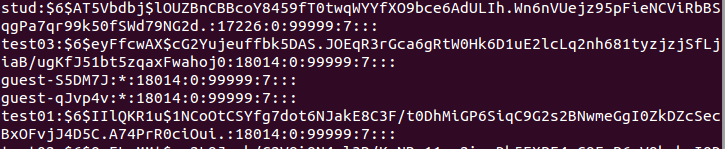 stud:$6$AT5Vbdbj$lOUZBnCBBcoY8459fT0twqWYYfXO9bce6AdULIh.Wn6nVUejz95pFieNCViRbBS
qgPa7qr99k50fSWd79NG2d.:17226:0:99999:7:::
test03:$6$eyFfcwAX$cG2Yujeuffbk5DAS.JOEqR3rGca6gRtW0Hk6D1uE2lcLq2nh681tyzjzjSfLj
iaB/ugKfJ51bt5zqaxFwahoj0:18014:0:99999:7:::
guest-S5DM7J:*:18014:0:99999:7:::
guest-qJvp4v:*:18014:0:99999:7:::
test01:$6$IIlQKR1u$1NCoOtCSYfg7dot6NJakE8C3F/t0DhMiGP6SiqC9G2s2BNwmeGgI0ZkDZcSec
BxOFvjJ4D5C.A74PrR0ciOui.:18014:0:99999:7:::